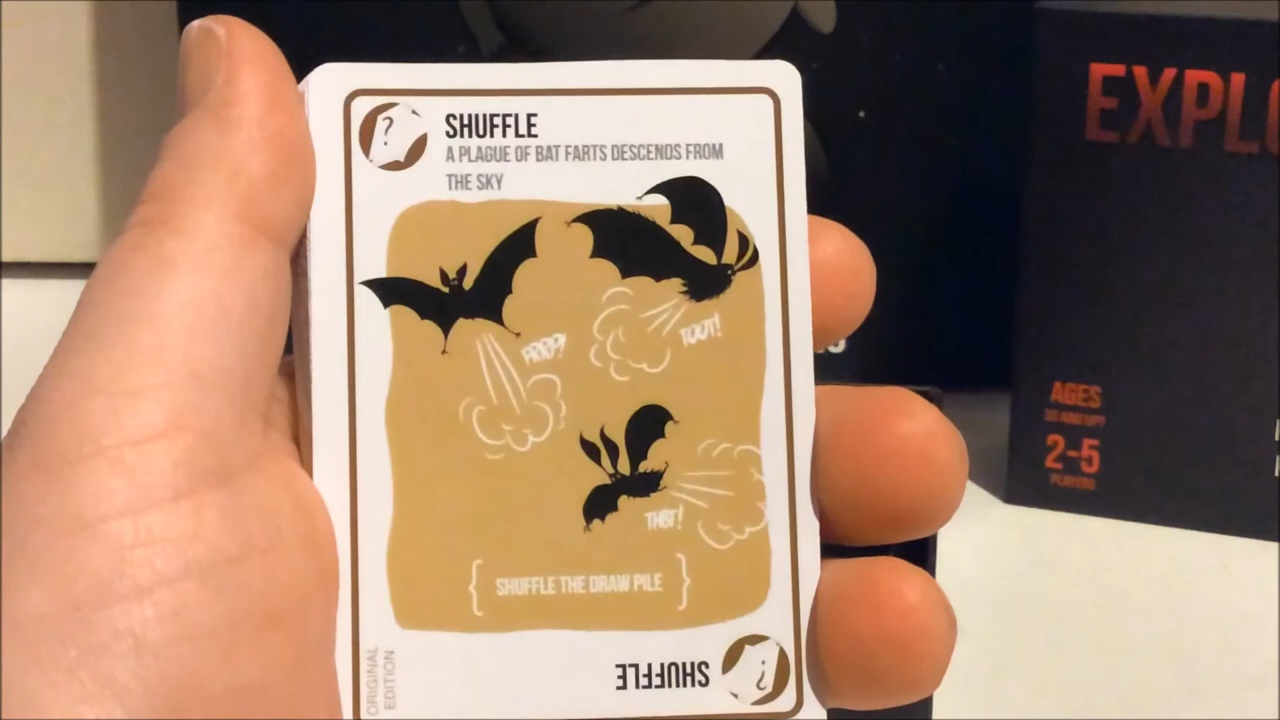 ?
SHUFFLE
A PLAGUE OF BAT FARTS DESCENDS FROM
THE SKY
TOOT!
THBT!
{ SHUFFLE THE DRAW PILE }
SHUFFLE
?
ORIGINAL
EDITION
EXPLO
AGES
2-5
PLAYERS